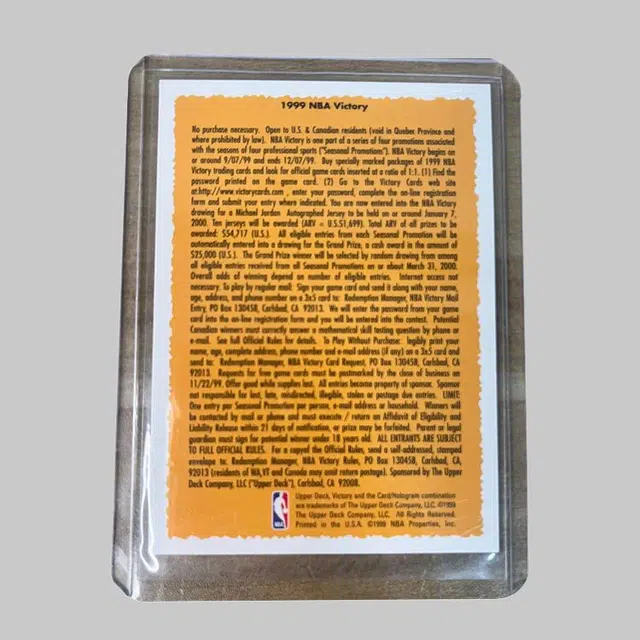 1999 NBA Victory
No purchase necessary. Open to U.S. & Canadian residents (void in Quebec Province and
where prohibited by law). NBA Victory is one part of a series of four promotions associated
with the seasons of four professional sports ("Seasonal Promotions"). NBA Victory begins on
or around 9/07/99 and ends 12/07/99. Buy specially marked packages of 1999 NBA
Victory trading cards and look for official game cards inserted at a ratio of 1:1. (1) Find the
password printed on the game card. (2) Go to the Victory Cards web site
at:http://www.victorycards.com , enter your password, complete the on-line registration
form and submit your entry where indicated. You are now entered into the NBA Victory
drawing for a Michael Jordan Autographed Jersey to be held on or around January 7,
2000. Ten jerseys will be awarded (ARV = U.S.$1,699). Total ARV of all prizes to be
awarded: $54,717 (U.S.). All eligible entries from each Seasonal Promotion will be
automatically entered into a drawing for the Grand Prize, a cash award in the amount of
$25,000 (U.S.). The Grand Prize winner will be selected by random drawing from among
all eligible entries received from all Seasonal Promotions on or about March 31, 2000.
Overall odds of winning depend on number of eligible entries. Internet access not
necessary. To play by regular mail: Sign your game card and send it along with your name,
age, address, and phone number on a 3x5 card to: Redemption Manager, NBA Victory Mail
Entry, PO Box 130458, Carlsbad, CA 92013. We will enter the password from your game
card into the on-line registration form and you will be entered into the contest. Potential
Canadian winners must correctly answer a mathematical skill testing question by phone or
e-mail. See Full Official Rules for details. To Play Without Purchase: legibly print your
name, age, complete address, phone number and e-mail address (if any) on a 3x5 card and
send to: Redemption Manager, NBA Victory Card Request, PO Box 130458, Carlsbad, CA
92013. Requests for free game cards must be postmarked by the close of business on
11/22/99. Offer good while supplies last. All entries become property of sponsor. Sponsor
not responsible for lost, late, misdirected, illegible, stolen or postage due entries. LIMIT:
One entry per Seasonal Promotion per person, e-mail address or household. Winners will
be contacted by mail or phone and must execute / return an Affidavit of Eligibility and
Liability Release within 21 days of notification, or prize may be forfeited. Parent or legal
guardian must sign for potential winner under 18 years old. ALL ENTRANTS ARE SUBJECT
TO FULL OFFICIAL RULES. For a copy of the Official Rules, send a self-addressed, stamped
envelope to: Redemption Manager, NBA Victory Rules, PO Box 130458, Carlsbad, CA,
92013 (residents of WA,VT and Canada may omit return postage). Sponsored by The Upper
Deck Company, LLC ("Upper Deck"), Carlsbad, CA 92008.
Upper Deck, Victory and the Card/Hologram combination
are trademarks of The Upper Deck Company, LLC. ©1999
The Upper Deck Company, LLC. All Rights Reserved.
Printed in the U.S.A. ©1999 NBA Properties, Inc.
NBA